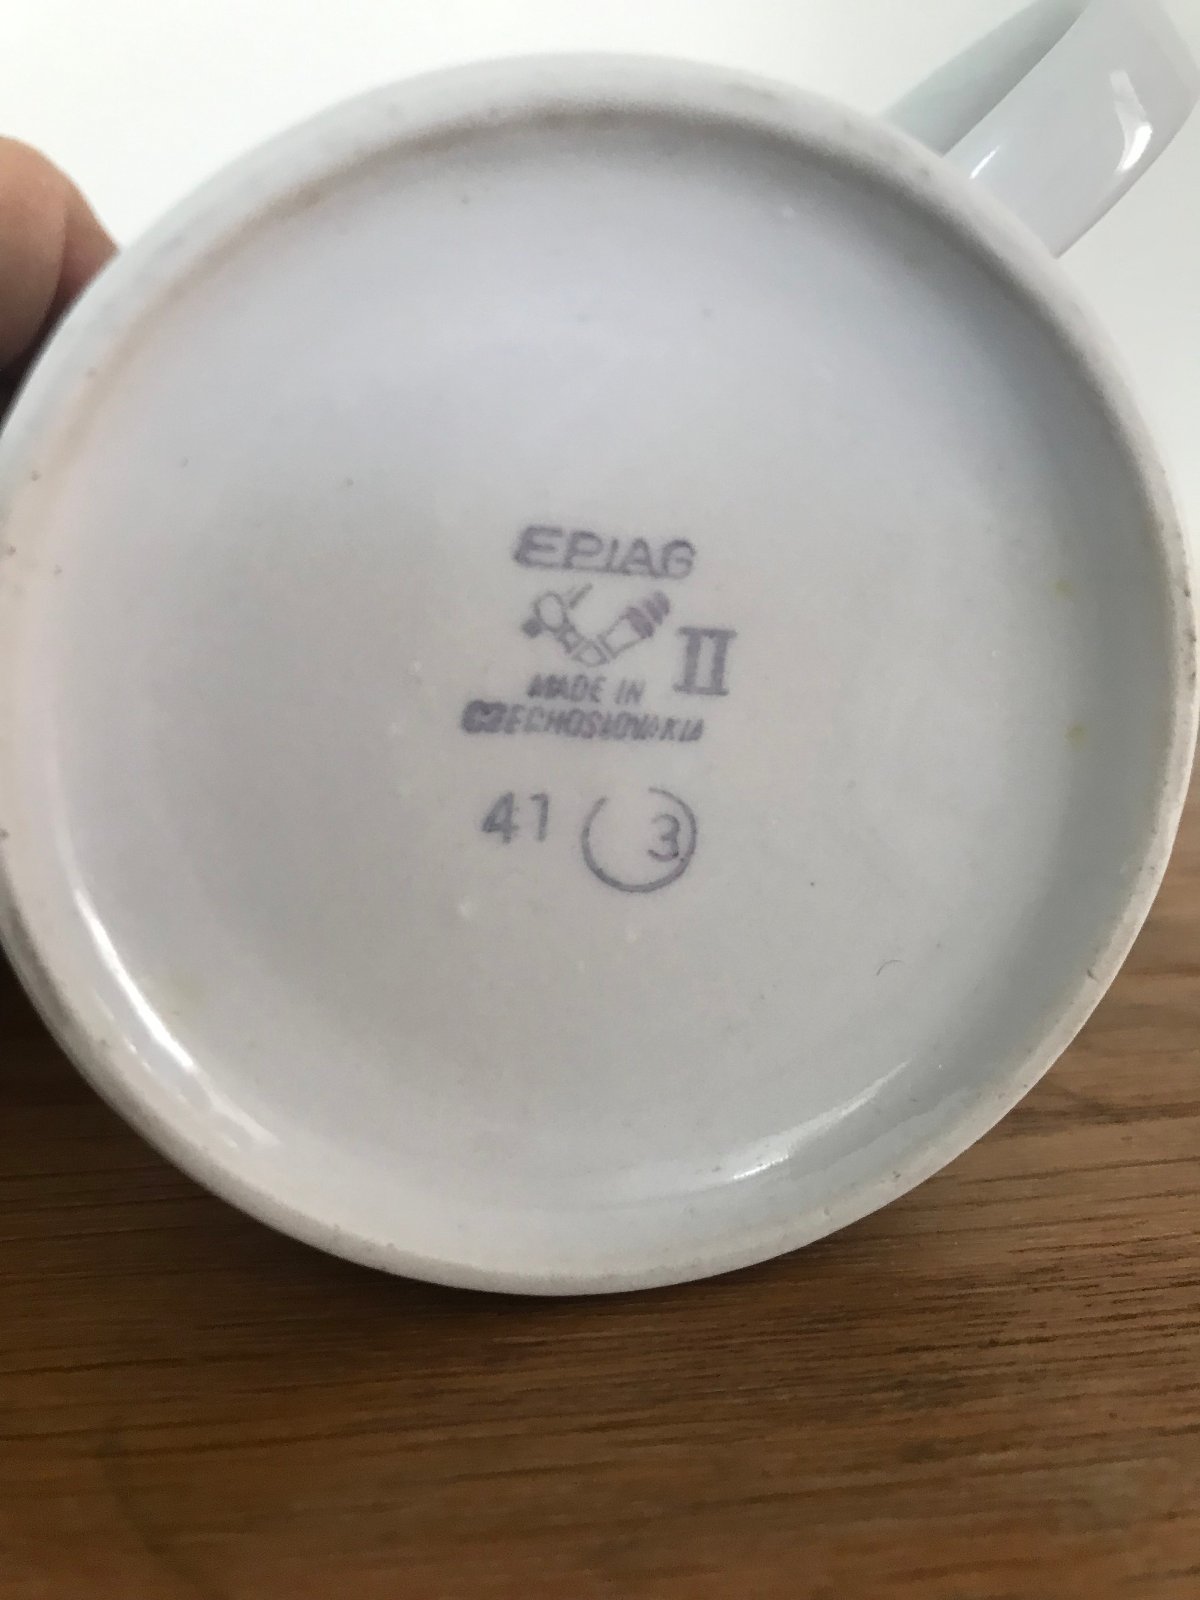 EPIAG
II
MADE IN
CZECHOSLOVAKIA
41 3